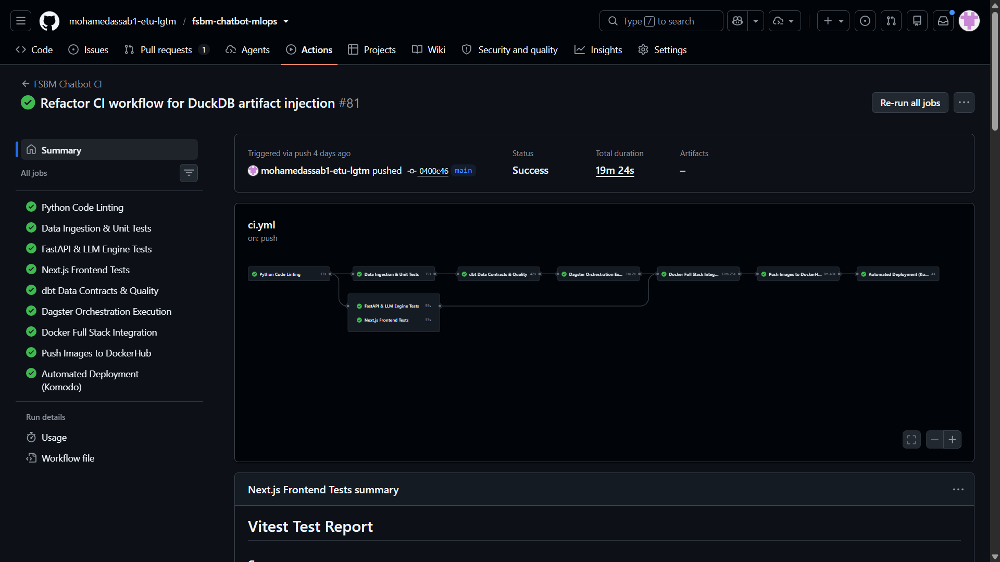 mohamedassab1-etu-lgtm / fsbm-chatbot-mlops
Type / to search
Code
Issues
Pull requests 1
Agents
Actions
Projects
Wiki
Security and quality
Insights
Settings
FSBM Chatbot CI
Refactor CI workflow for DuckDB artifact injection #81
Re-run all jobs
Summary
All jobs
Python Code Linting
Data Ingestion & Unit Tests
FastAPI & LLM Engine Tests
Next.js Frontend Tests
dbt Data Contracts & Quality
Dagster Orchestration Execution
Docker Full Stack Integration
Push Images to DockerHub
Automated Deployment
(Komodo)
Run details
Usage
Workflow file
Triggered via push 4 days ago
mohamedassab1-etu-lgtm pushed 0400c46 main
Status
Success
Total duration
19m 24s
Artifacts
–
ci.yml
on: push
Python Code Linting 13s
Data Ingestion & Unit Tests 15s
dbt Data Contracts & Quality 42s
Dagster Orchestration Ex... 1m 2s
Docker Full Stack Integ... 12m 25s
Push Images to DockerH... 3m 40s
Automated Deployment (Ko... 4s
FastAPI & LLM Engine Tests 55s
Next.js Frontend Tests 33s
Next.js Frontend Tests summary
Vitest Test Report